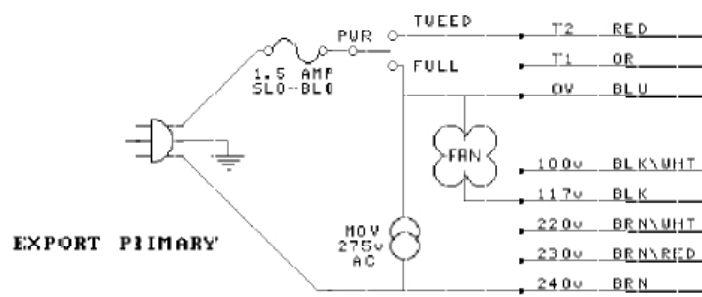 TWEED
T2 RED
PWR
T1 OR
FULL
1.5 AMP
SLO-BLO
0V BLU
FAN
100v BLK\WHT
117v BLK
MOV
275v
AC
220v BRN\WHT
EXPORT PRIMARY
230v BRN\RED
240v BRN